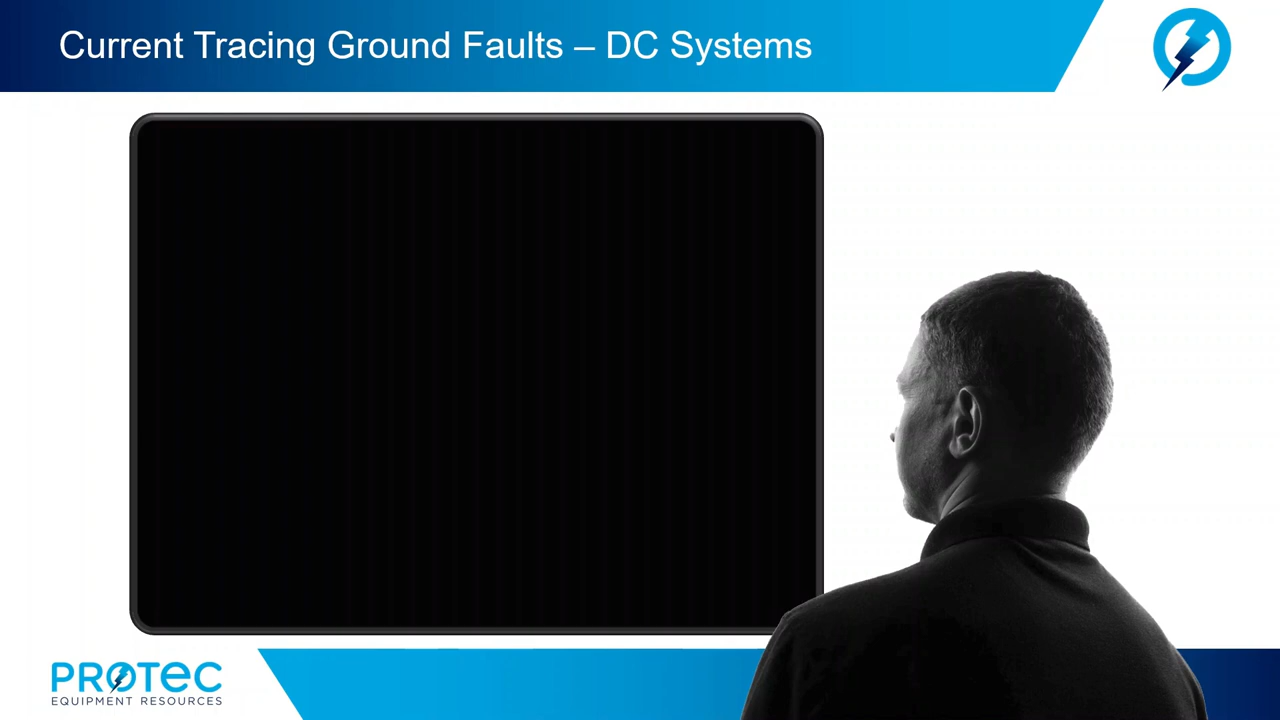 Current Tracing Ground Faults – DC Systems
PROTEC
EQUIPMENT RESOURCES